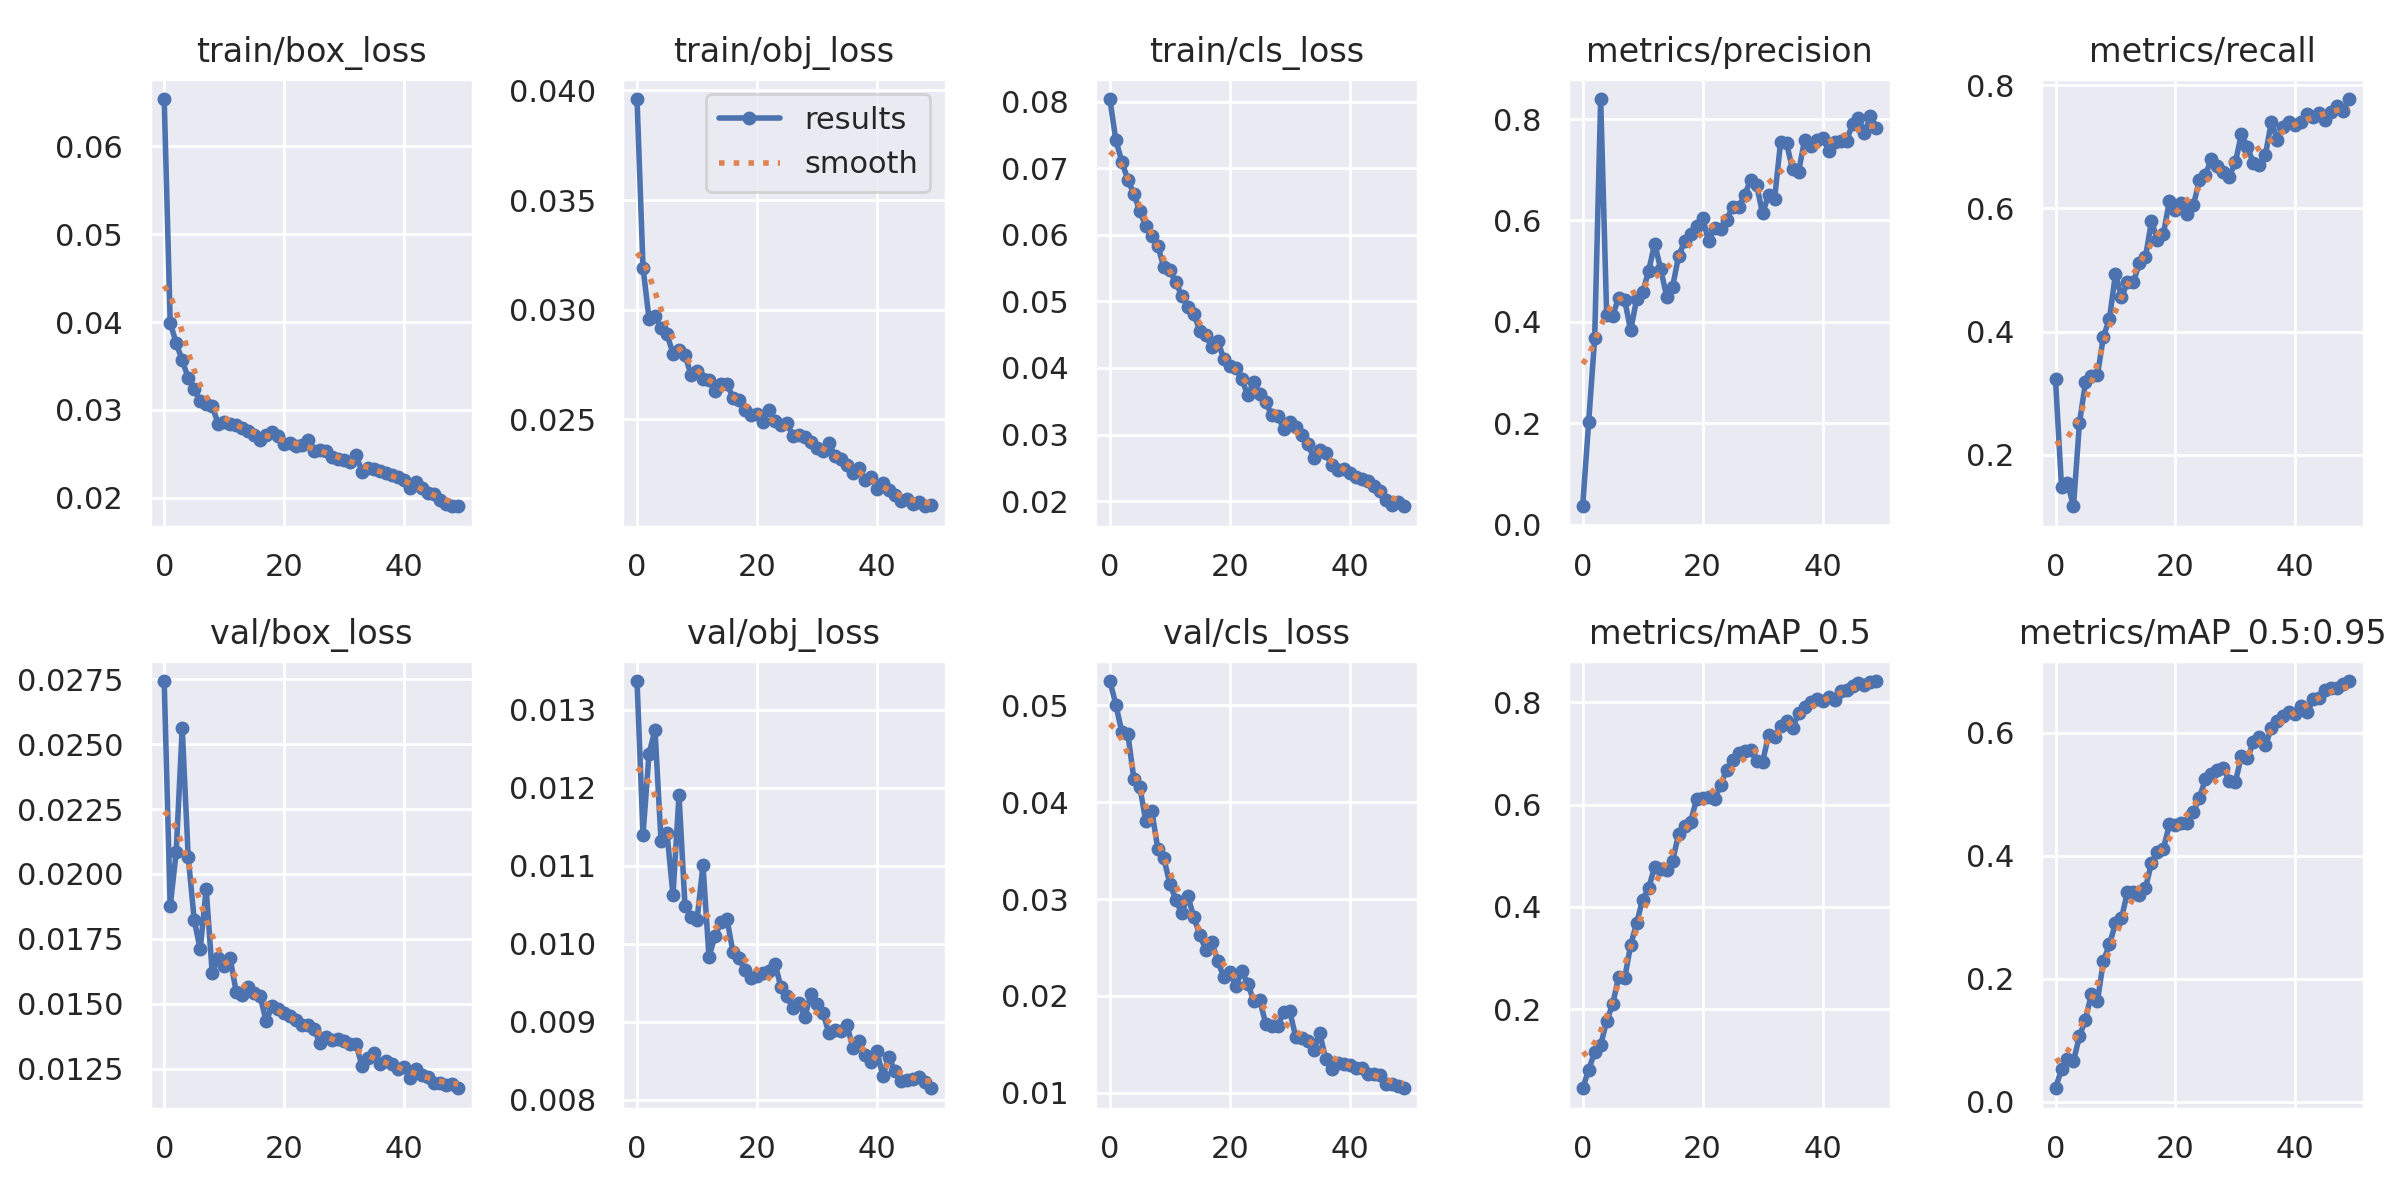 train/box_loss
0.06
0.05
0.04
0.03
0.02
0 20 40
train/obj_loss
0.040
0.035
0.030
0.025
results
smooth
0 20 40
train/cls_loss
0.08
0.07
0.06
0.05
0.04
0.03
0.02
0 20 40
metrics/precision
0.8
0.6
0.4
0.2
0.0
0 20 40
metrics/recall
0.8
0.6
0.4
0.2
0 20 40
val/box_loss
0.0275
0.0250
0.0225
0.0200
0.0175
0.0150
0.0125
0 20 40
val/obj_loss
0.013
0.012
0.011
0.010
0.009
0.008
0 20 40
val/cls_loss
0.05
0.04
0.03
0.02
0.01
0 20 40
metrics/mAP_0.5
0.8
0.6
0.4
0.2
0 20 40
metrics/mAP_0.5:0.95
0.6
0.4
0.2
0.0
0 20 40